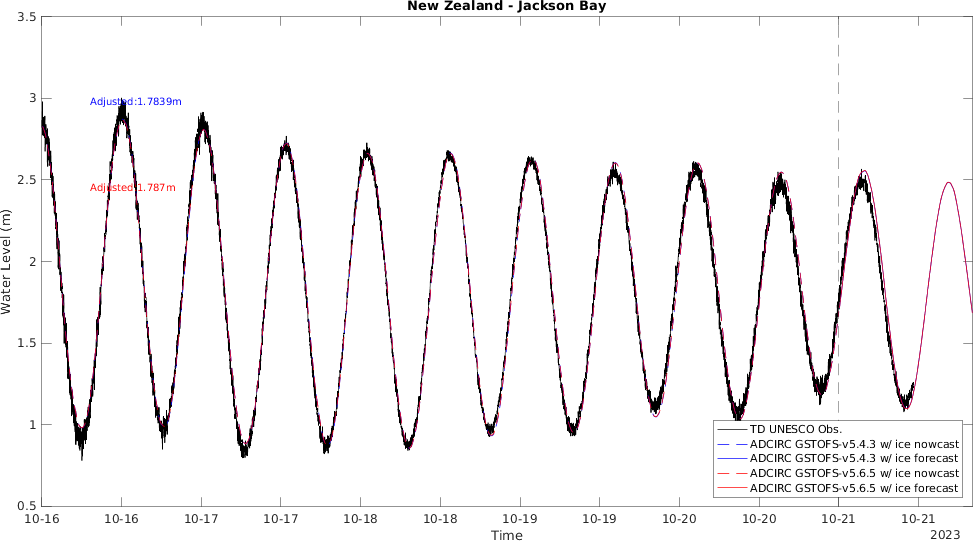 New Zealand - Jackson Bay
3.5
3
2.5
2
1.5
1
0.5
Water Level (m)
Adjusted:1.7839m
Adjusted:1.787m
TD UNESCO Obs.
ADCIRC GSTOFS-v5.4.3 w/ ice nowcast
ADCIRC GSTOFS-v5.4.3 w/ ice forecast
ADCIRC GSTOFS-v5.6.5 w/ ice nowcast
ADCIRC GSTOFS-v5.6.5 w/ ice forecast
10-16 10-16 10-17 10-17 10-18 10-18 10-19 10-19 10-20 10-20 10-21 10-21
2023
Time